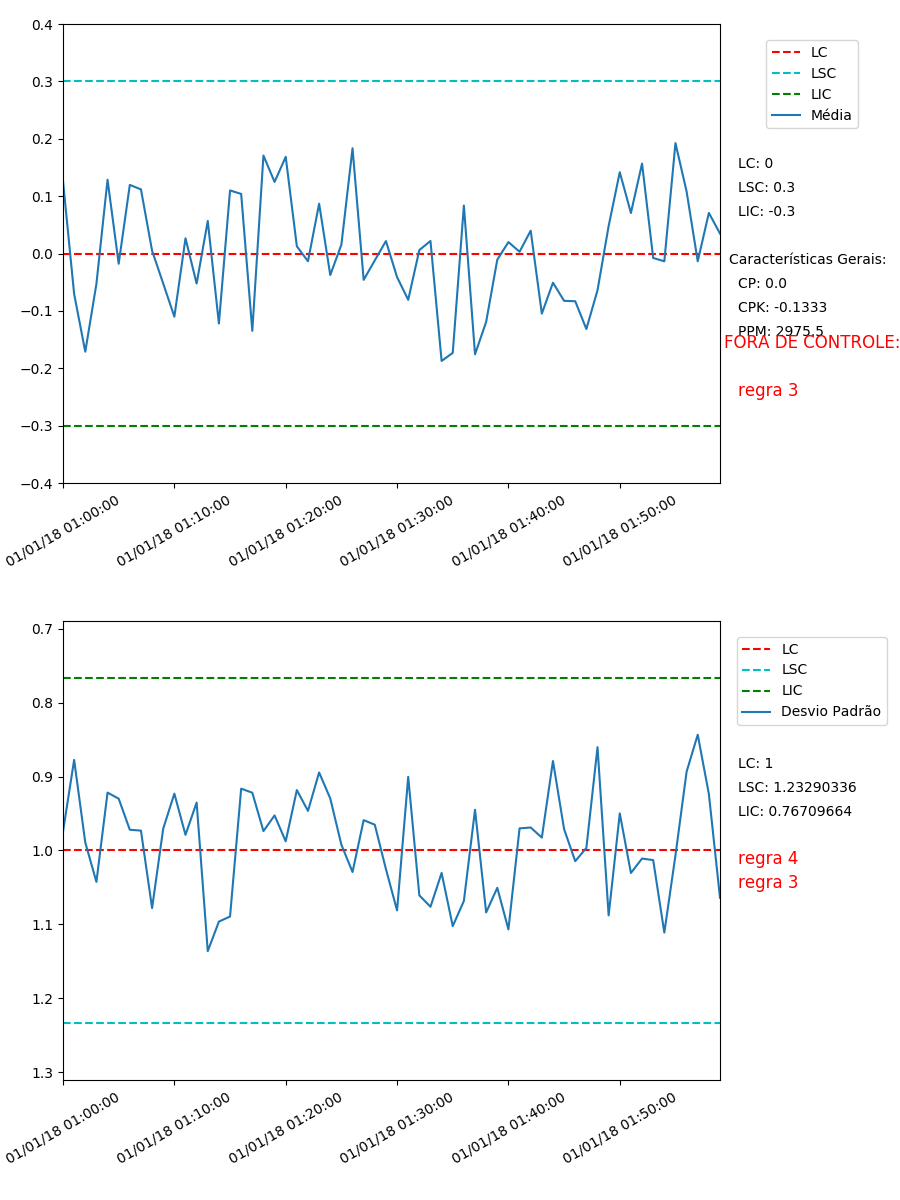 0.4
0.3
0.2
0.1
0.0
−0.1
−0.2
−0.3
−0.4
01/01/18 01:00:00
01/01/18 01:10:00
01/01/18 01:20:00
01/01/18 01:30:00
01/01/18 01:40:00
01/01/18 01:50:00
LC
LSC
LIC
Média
LC: 0
LSC: 0.3
LIC: -0.3
Características Gerais:
CP: 0.0
CPK: -0.1333
PPM: 2975.5
FORA DE CONTROLE:
regra 3
0.7
0.8
0.9
1.0
1.1
1.2
1.3
01/01/18 01:00:00
01/01/18 01:10:00
01/01/18 01:20:00
01/01/18 01:30:00
01/01/18 01:40:00
01/01/18 01:50:00
LC
LSC
LIC
Desvio Padrão
LC: 1
LSC: 1.23290336
LIC: 0.76709664
regra 4
regra 3